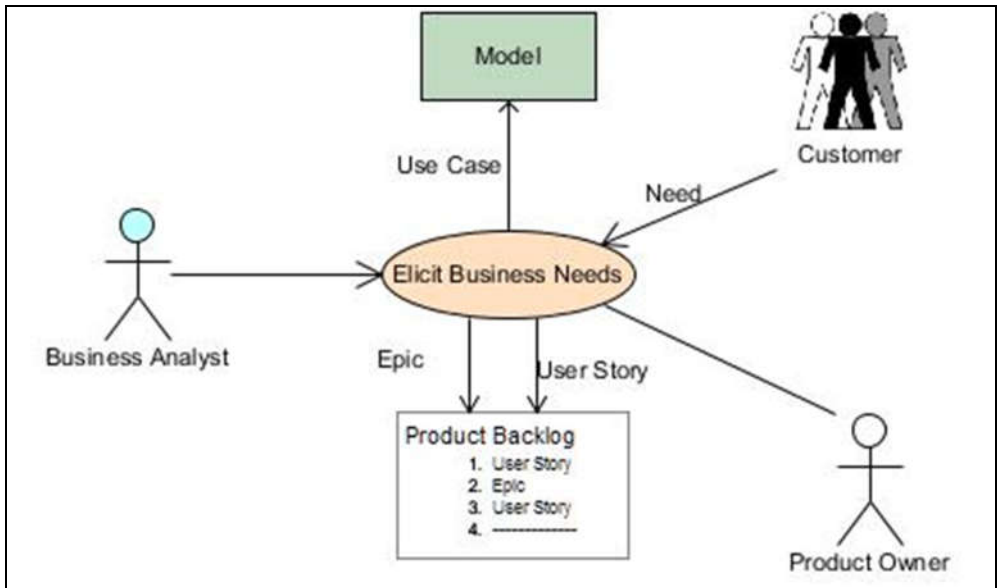 Model
Customer
Use Case
Need
Elicit Business Needs
Business Analyst
Epic
User Story
Product Backlog
1. User Story
2. Epic
3. User Story
4. --------------
Product Owner